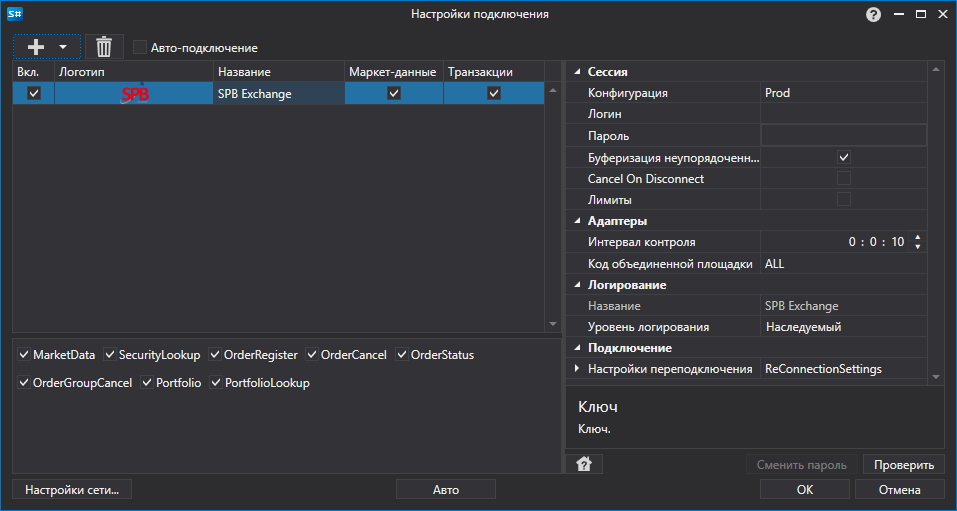 S#
Настройки подключения
?
Авто-подключение
Вкл. Логотип Название Маркет-данные Транзакции
SPB SPB Exchange
MarketData SecurityLookup OrderRegister OrderCancel OrderStatus
OrderGroupCancel Portfolio PortfolioLookup
Сессия
Конфигурация Prod
Логин
Пароль
Буферизация неупорядоченн...
Cancel On Disconnect
Лимиты
Адаптеры
Интервал контроля 0 : 0 : 10
Код объединенной площадки ALL
Логирование
Название SPB Exchange
Уровень логирования Наследуемый
Подключение
Настройки переподключения ReConnectionSettings
Ключ
Ключ.
? Сменить пароль Проверить
Настройки сети... Авто OK Отмена